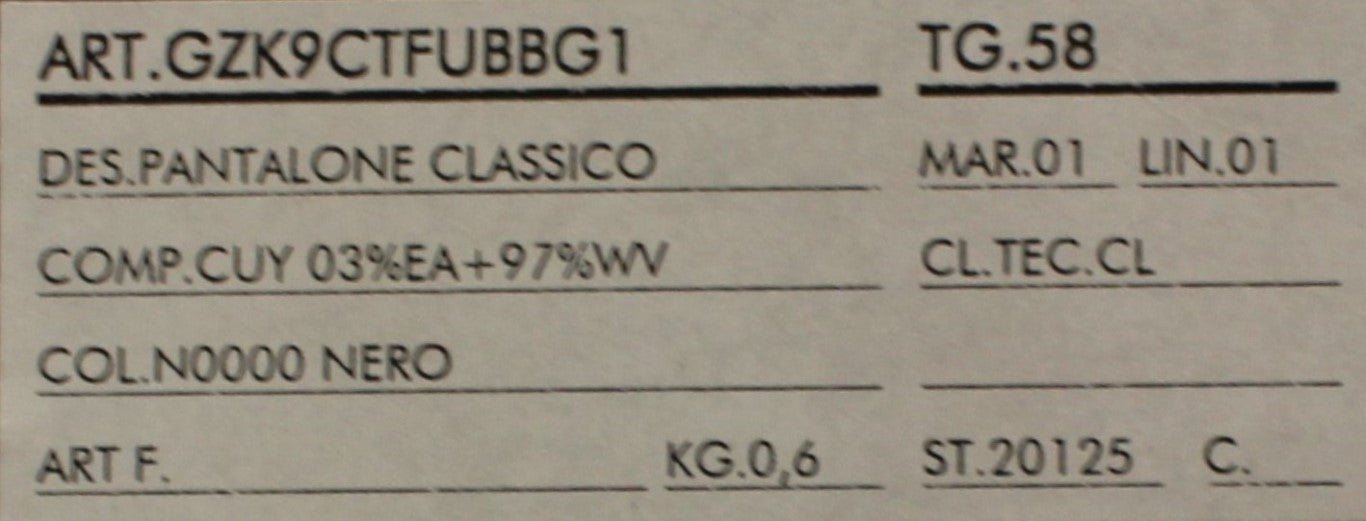 ART.GZK9CTFUBBG1 TG.58
DES.PANTALONE CLASSICO MAR.01 LIN.01
COMP.CUY 03%EA+97%WV CL.TEC.CL
COL.N0000 NERO
ART F. KG.0,6 ST.20125 C.